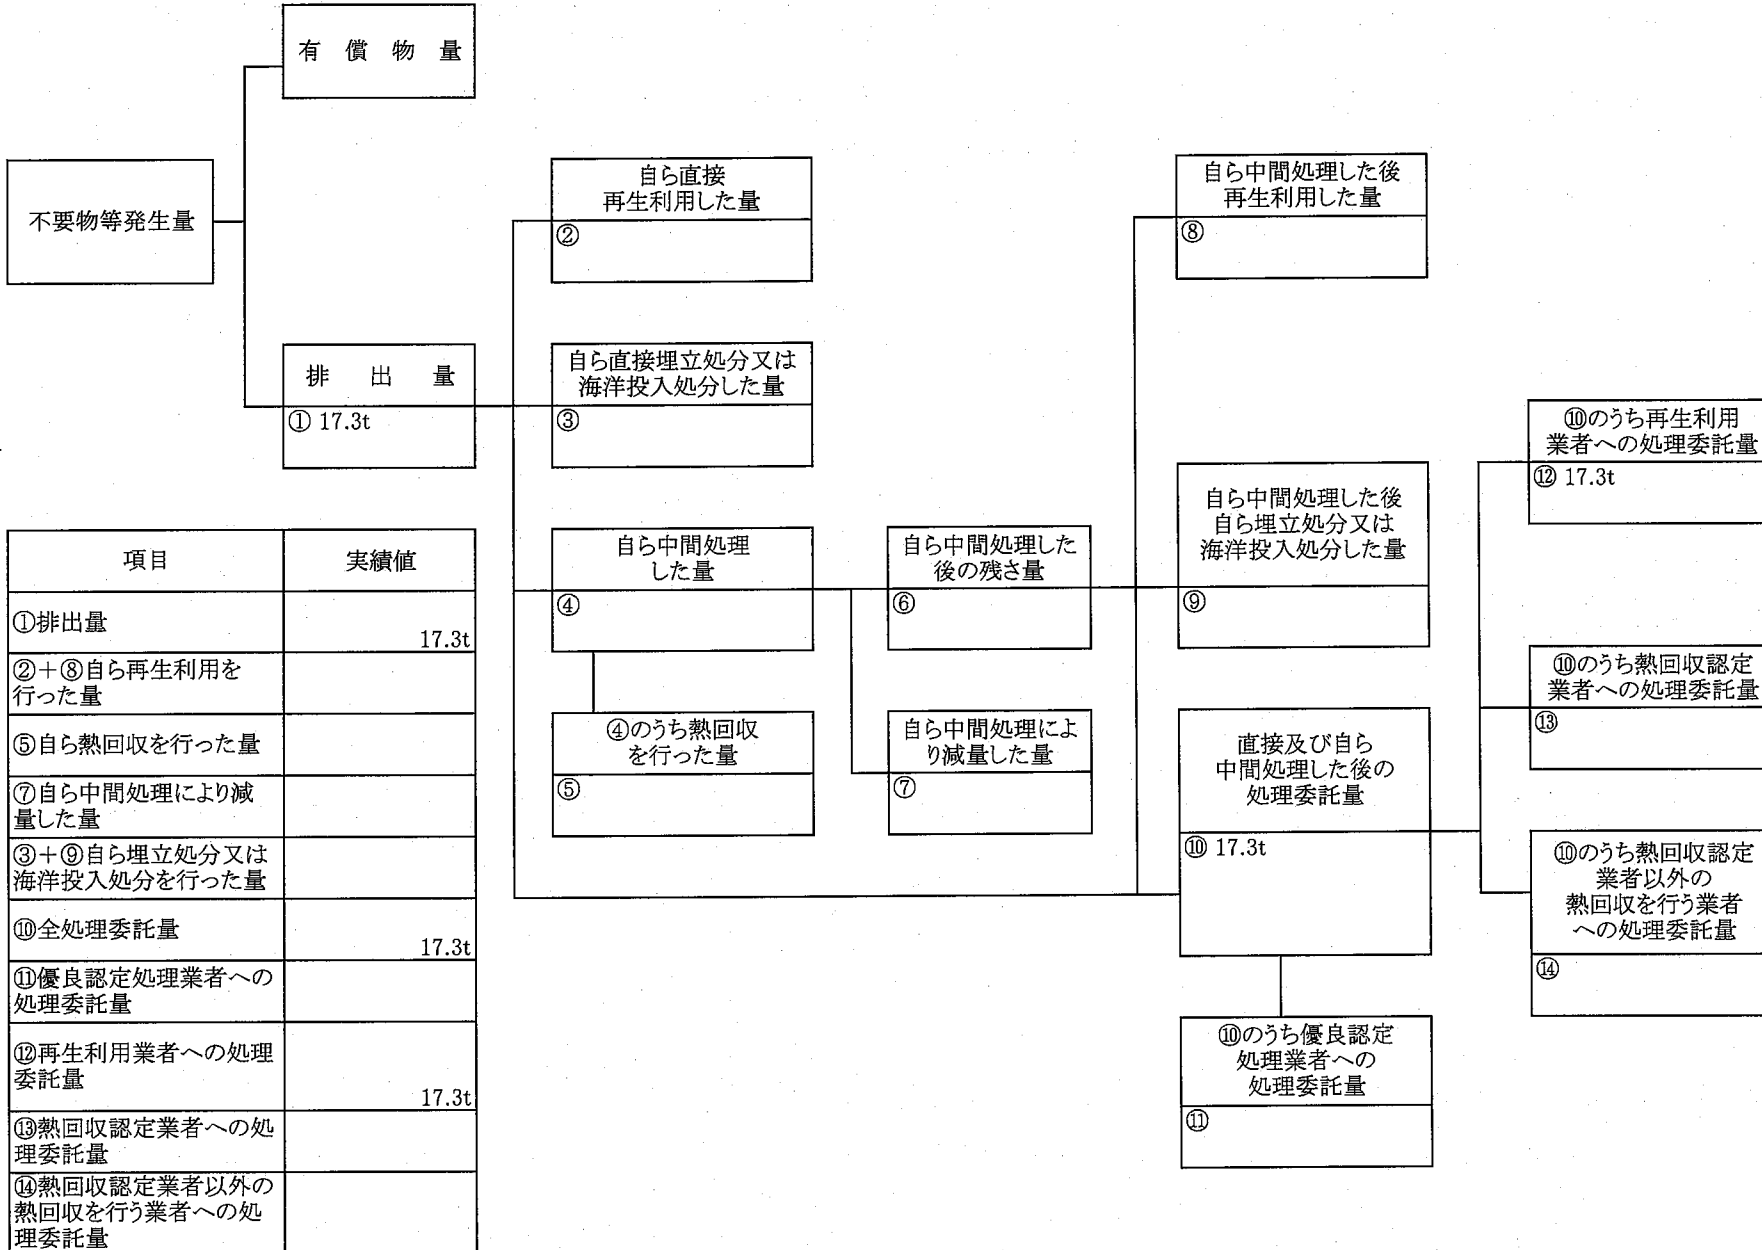 有償物量
不要物等発生量
排出量
① 17.3t
自ら直接
再生利用した量
②
自ら直接埋立処分又は
海洋投入処分した量
③
自ら中間処理
した量
④
④のうち熱回収
を行った量
⑤
自ら中間処理した
後の残さ量
⑥
自ら中間処理によ
り減量した量
⑦
自ら中間処理した後
再生利用した量
⑧
自ら中間処理した後
自ら埋立処分又は
海洋投入処分した量
⑨
直接及び自ら
中間処理した後の
処理委託量
⑩ 17.3t
⑩のうち優良認定
処理業者への
処理委託量
⑪
⑩のうち再生利用
業者への処理委託量
⑫ 17.3t
⑩のうち熱回収認定
業者への処理委託量
⑬
⑩のうち熱回収認定
業者以外の
熱回収を行う業者
への処理委託量
⑭
項目 実績値
①排出量
17.3t
②+⑧自ら再生利用を
行った量
⑤自ら熱回収を行った量
⑦自ら中間処理により減
量した量
③+⑨自ら埋立処分又は
海洋投入処分を行った量
⑩全処理委託量
17.3t
⑪優良認定処理業者への
処理委託量
⑫再生利用業者への処理
委託量
17.3t
⑬熱回収認定業者への処
理委託量
⑭熱回収認定業者以外の
熱回収を行う業者への処
理委託量